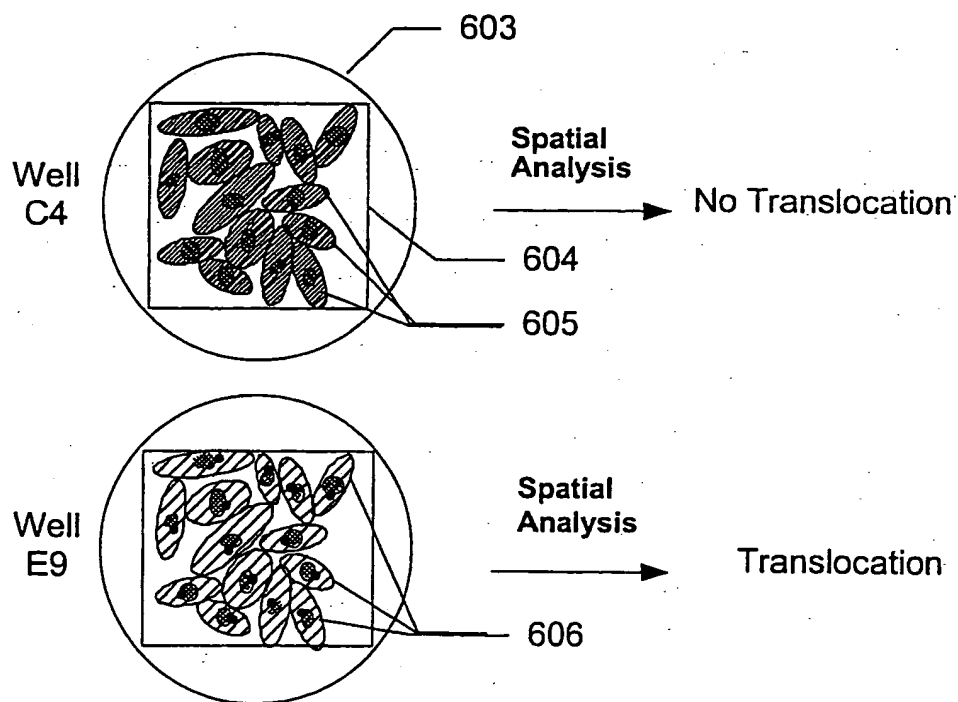 603
Well
C4
Spatial
Analysis
No Translocation
604
605
Well
E9
Spatial
Analysis
Translocation
606